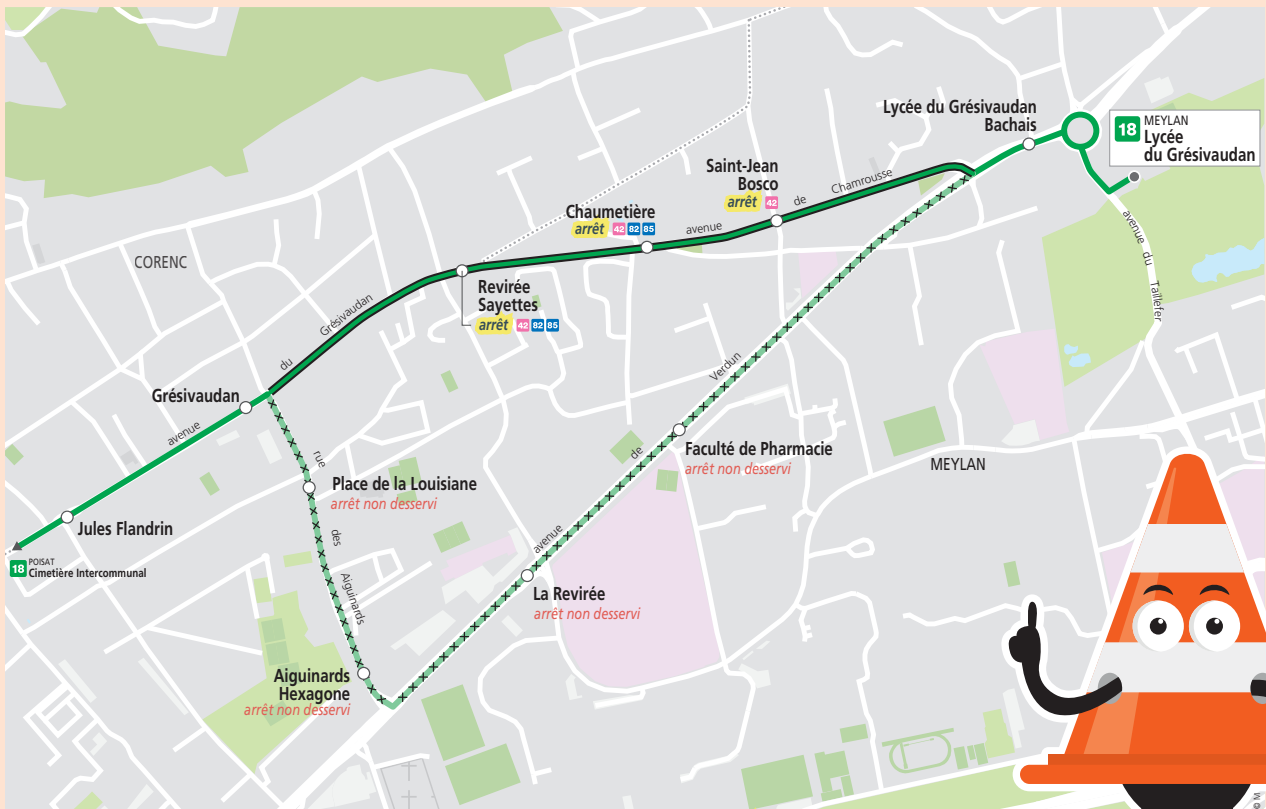 Lycée du Grésivaudan
Bachais
18 MEYLAN
Lycée
du Grésivaudan
Saint-Jean
Bosco
arrêt 42
de
Chamrousse
avenue
Chaumetière
arrêt 42 82 85
CORENC
Revirée
Sayettes
arrêt 42 82 85
Grésivaudan
du
avenue
Grésivaudan
avenue du Taillefer
Verdun
de
avenue
Faculté de Pharmacie
arrêt non desservi
MEYLAN
rue
des
Aiguinards
Place de la Louisiane
arrêt non desservi
Jules Flandrin
18 POISAT
Cimetière Intercommunal
La Revirée
arrêt non desservi
Aiguinards
Hexagone
arrêt non desservi
© M